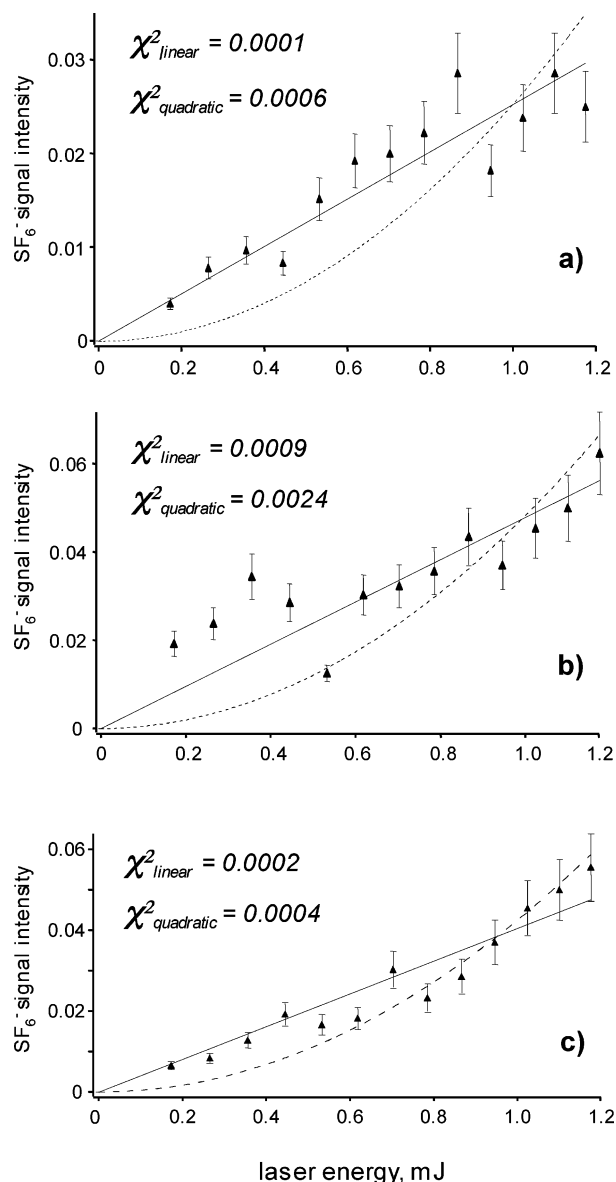 SF6- signal intensity
χ2linear = 0.0001
χ2quadratic = 0.0006
0.03
0.02
0.01
0
a)
0 0.2 0.4 0.6 0.8 1.0 1.2
SF6- signal intensity
χ2linear = 0.0009
χ2quadratic = 0.0024
0.06
0.04
0.02
0
b)
0 0.2 0.4 0.6 0.8 1.0 1.2
SF6- signal intensity
χ2linear = 0.0002
χ2quadratic = 0.0004
0.06
0.04
0.02
0
c)
0 0.2 0.4 0.6 0.8 1.0 1.2
laser energy, mJ